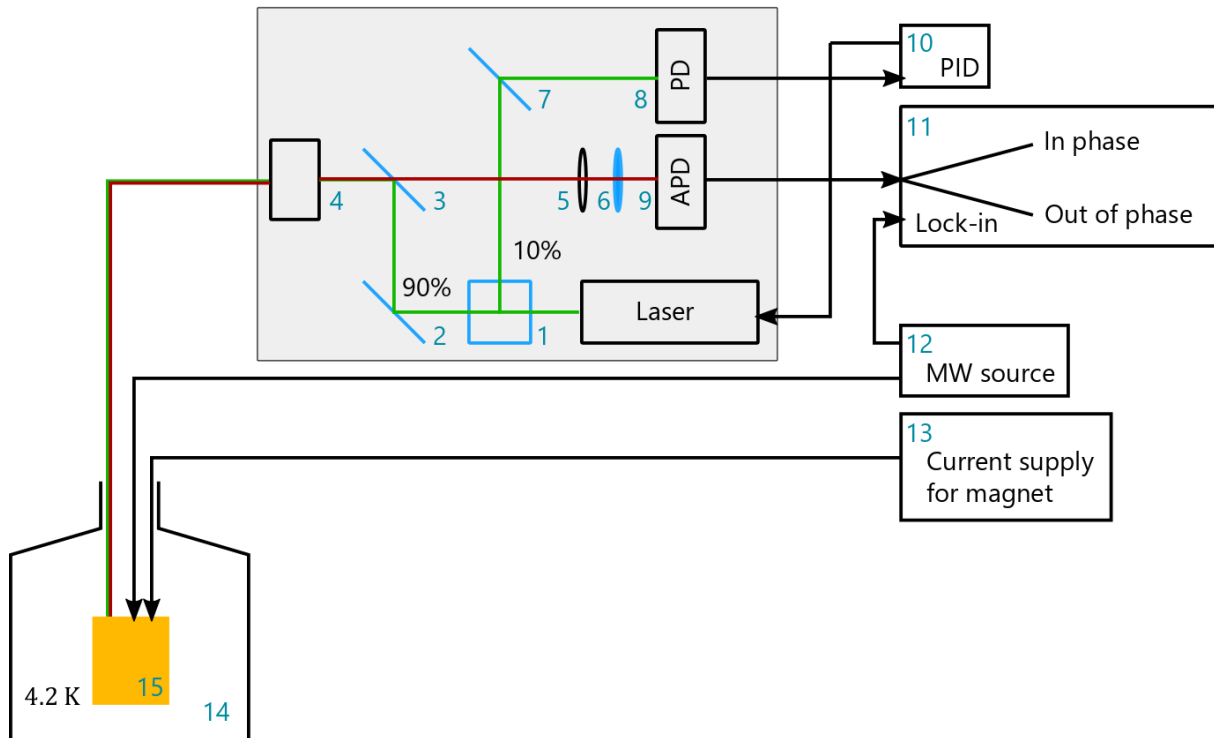 10
PID
PD
7
8
11
In phase
APD
4
3
5
6
9
Out of phase
Lock-in
10%
90%
Laser
2
1
12
MW source
13
Current supply
for magnet
15
4.2 K
14